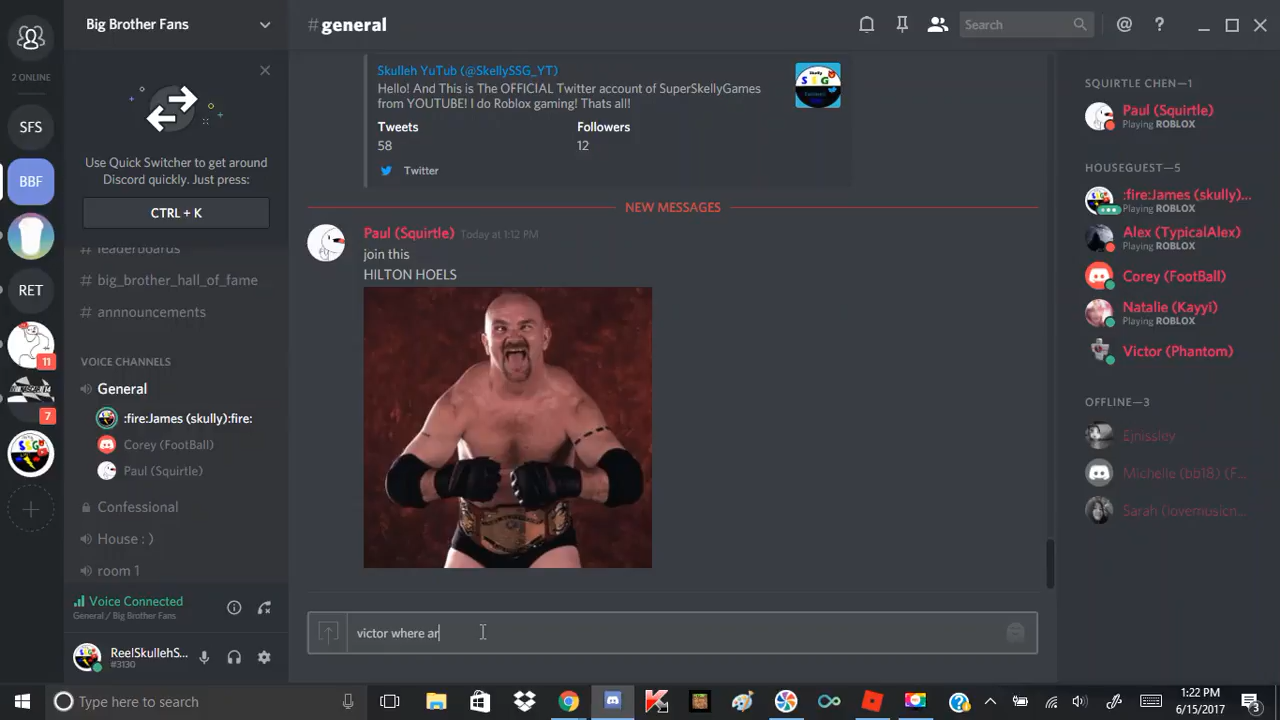 Big Brother Fans
#general
Search
2 ONLINE
SFS
BBF
RET
11
7
Use Quick Switcher to get around
Discord quickly. Just press:
CTRL + K
# leaderboards
# big_brother_hall_of_fame
# annnouncements
VOICE CHANNELS
General
:fire:James (skully):fire:
Corey (FootBall)
Paul (Squirtle)
Confessional
House : )
room 1
Voice Connected
General / Big Brother Fans
ReelSkullehS...
#3130
Skulleh YuTub (@SkellySSG_YT)
Hello! And This is The OFFICIAL Twitter account of SuperSkellyGames
from YOUTUBE! I do Roblox gaming! Thats all!
Tweets
Followers
58
12
Twitter
NEW MESSAGES
Paul (Squirtle) Today at 1:12 PM
join this
HILTON HOELS
victor where ar
SQUIRTLE CHEN—1
Paul (Squirtle)
Playing ROBLOX
HOUSEGUEST—5
:fire:James (skully)...
Playing ROBLOX
Alex (TypicalAlex)
Playing ROBLOX
Corey (FootBall)
Natalie (Kayyi)
Playing ROBLOX
Victor (Phantom)
OFFLINE—3
Ejnissley
Michelle (bb18) (F...
Sarah (lovemusicn...
Type here to search
1:22 PM
6/15/2017
3